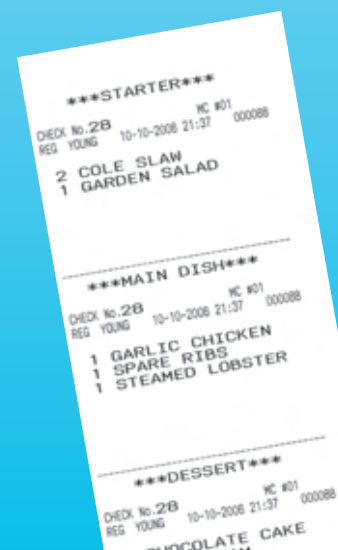 ***STARTER***
MC #01
CHECK No.28
REG YOUNG 10-10-2006 21:37 000088
2 COLE SLAW
1 GARDEN SALAD
***MAIN DISH***
MC #01
CHECK No.28
REG YOUNG 10-10-2006 21:37 000088
1 GARLIC CHICKEN
1 SPARE RIBS
1 STEAMED LOBSTER
***DESSERT***
MC #01
CHECK No.28
REG YOUNG 10-10-2006 21:37 000088
CHOCOLATE CAKE